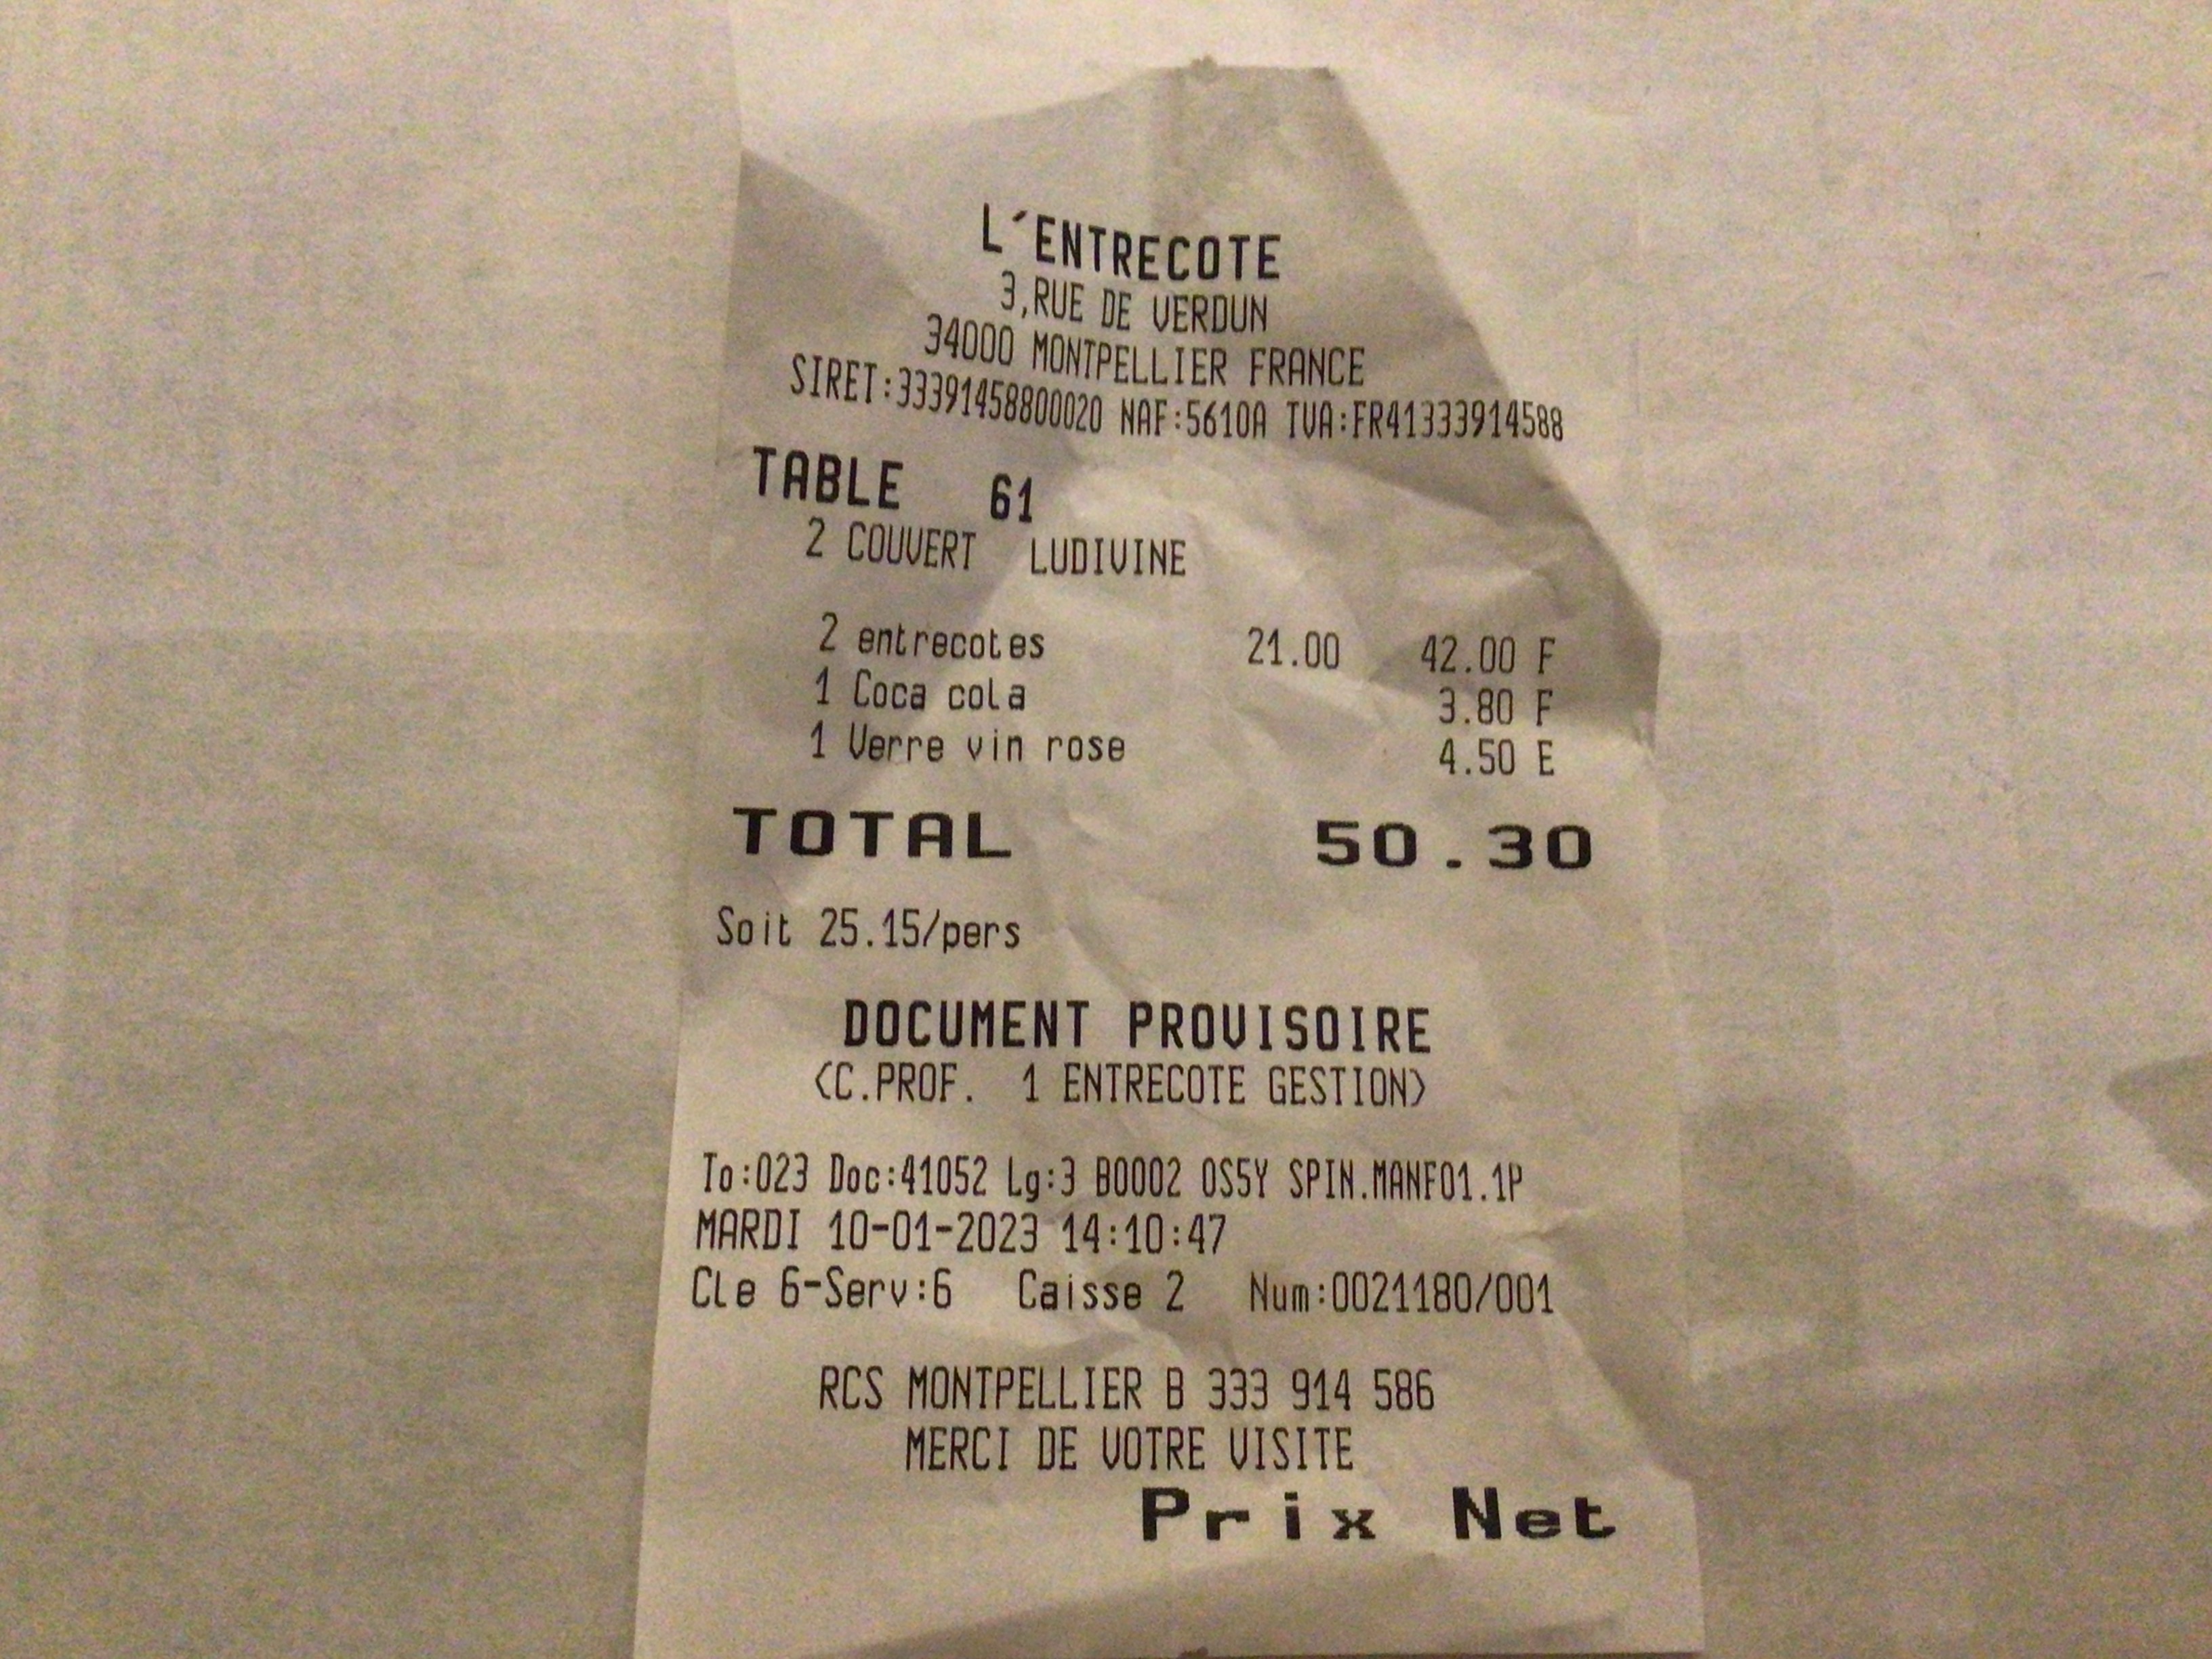 L´ENTRECOTE
3,RUE DE VERDUN
34000 MONTPELLIER FRANCE
SIRET:33391458800020 NAF:5610A TVA:FR41333914588
TABLE 61
2 COUVERT LUDIVINE
2 entrecotes 21.00 42.00 F
1 Coca cola 3.80 F
1 Verre vin rose 4.50 E
TOTAL 50.30
Soit 25.15/pers
DOCUMENT PROVISOIRE
(C.PROF. 1 ENTRECOTE GESTION)
To:023 Doc:41052 Lg:3 B0002 OS5Y SPIN.MANF01.1P
MARDI 10-01-2023 14:10:47
Cle 6-Serv:6 Caisse 2 Num:0021180/001
RCS MONTPELLIER B 333 914 586
MERCI DE VOTRE VISITE
Prix Net